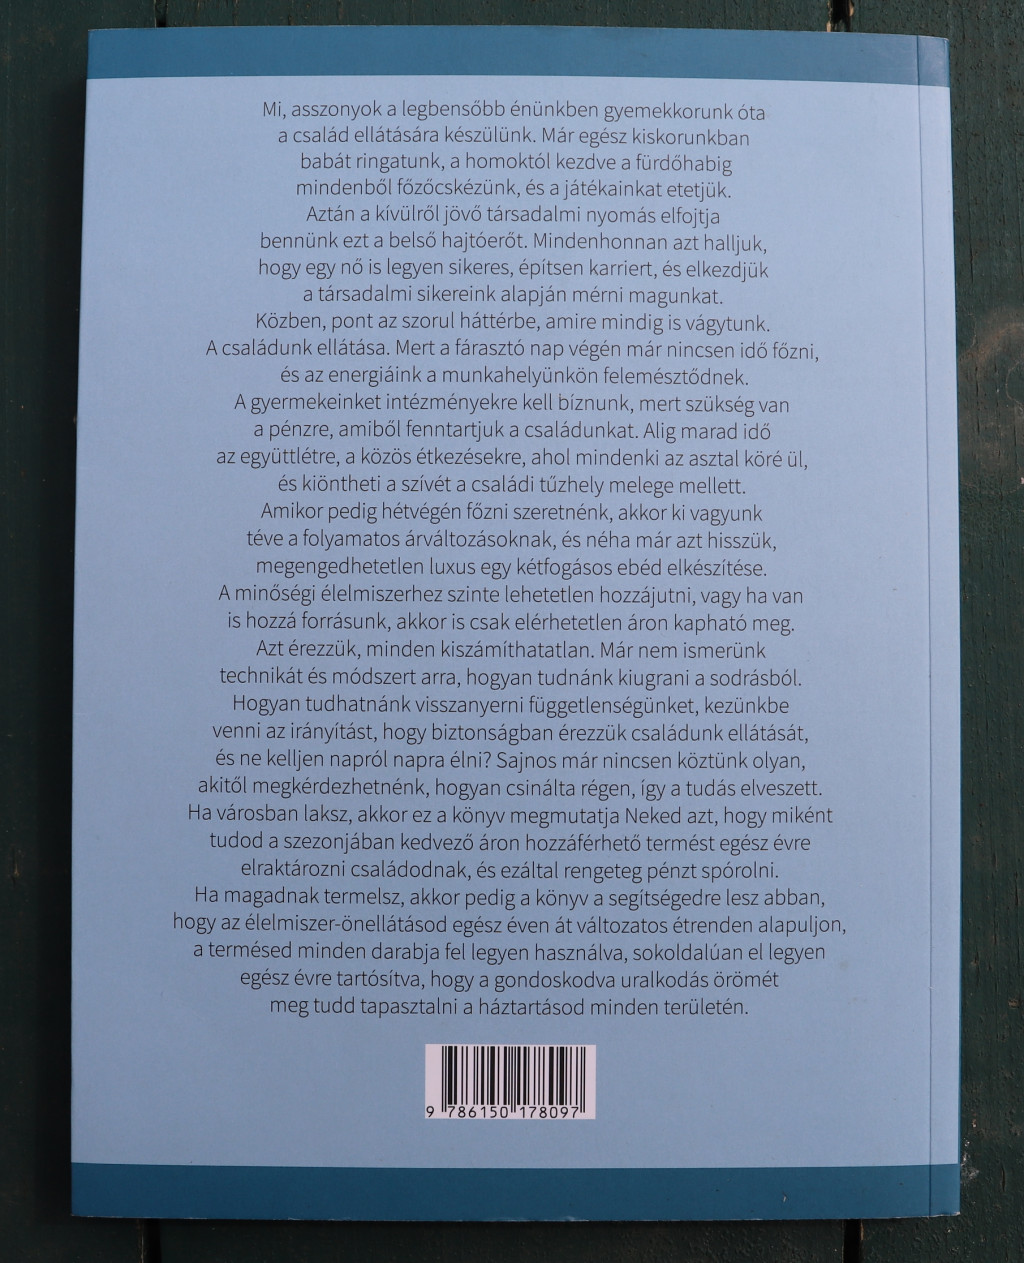 Mi, asszonyok a legbensőbb énünkben gyemekkorunk óta
a család ellátására készülünk. Már egész kiskorunkban
babát ringatunk, a homoktól kezdve a fürdőhabig
mindenből főzőcskézünk, és a játékainkat etetjük.
Aztán a kívülről jövő társadalmi nyomás elfojtja
bennünk ezt a belső hajtóerőt. Mindenhonnan azt halljuk,
hogy egy nő is legyen sikeres, építsen karriert, és elkezdjük
a társadalmi sikereink alapján mérni magunkat.
Közben, pont az szorul háttérbe, amire mindig is vágytunk.
A családunk ellátása. Mert a fárasztó nap végén már nincsen idő főzni,
és az energiáink a munkahelyünkön felemésztődnek.
A gyermekeinket intézményekre kell bíznunk, mert szükség van
a pénzre, amiből fenntartjuk a családunkat. Alig marad idő
az együttlétre, a közös étkezésekre, ahol mindenki az asztal köré ül,
és kiöntheti a szívét a családi tűzhely melege mellett.
Amikor pedig hétvégén főzni szeretnénk, akkor ki vagyunk
téve a folyamatos árváltozásoknak, és néha már azt hisszük,
megengedhetetlen luxus egy kétfogásos ebéd elkészítése.
A minőségi élelmiszerhez szinte lehetetlen hozzájutni, vagy ha van
is hozzá forrásunk, akkor is csak elérhetetlen áron kapható meg.
Azt érezzük, minden kiszámíthatatlan. Már nem ismerünk
technikát és módszert arra, hogyan tudnánk kiugrani a sodrásból.
Hogyan tudhatnánk visszanyerni függetlenségünket, kezünkbe
venni az irányítást, hogy biztonságban érezzük családunk ellátását,
és ne kelljen napról napra élni? Sajnos már nincsen köztünk olyan,
akitől megkérdezhetnénk, hogyan csinálta régen, így a tudás elveszett.
Ha városban laksz, akkor ez a könyv megmutatja Neked azt, hogy miként
tudod a szezonjában kedvező áron hozzáférhető termést egész évre
elraktározni családodnak, és ezáltal rengeteg pénzt spórolni.
Ha magadnak termelsz, akkor pedig a könyv a segítségedre lesz abban,
hogy az élelmiszer-önellátásod egész éven át változatos étrenden alapuljon,
a termésed minden darabja fel legyen használva, sokoldalúan el legyen
egész évre tartósítva, hogy a gondoskodva uralkodás örömét
meg tudd tapasztalni a háztartásod minden területén.
9 786150 178097